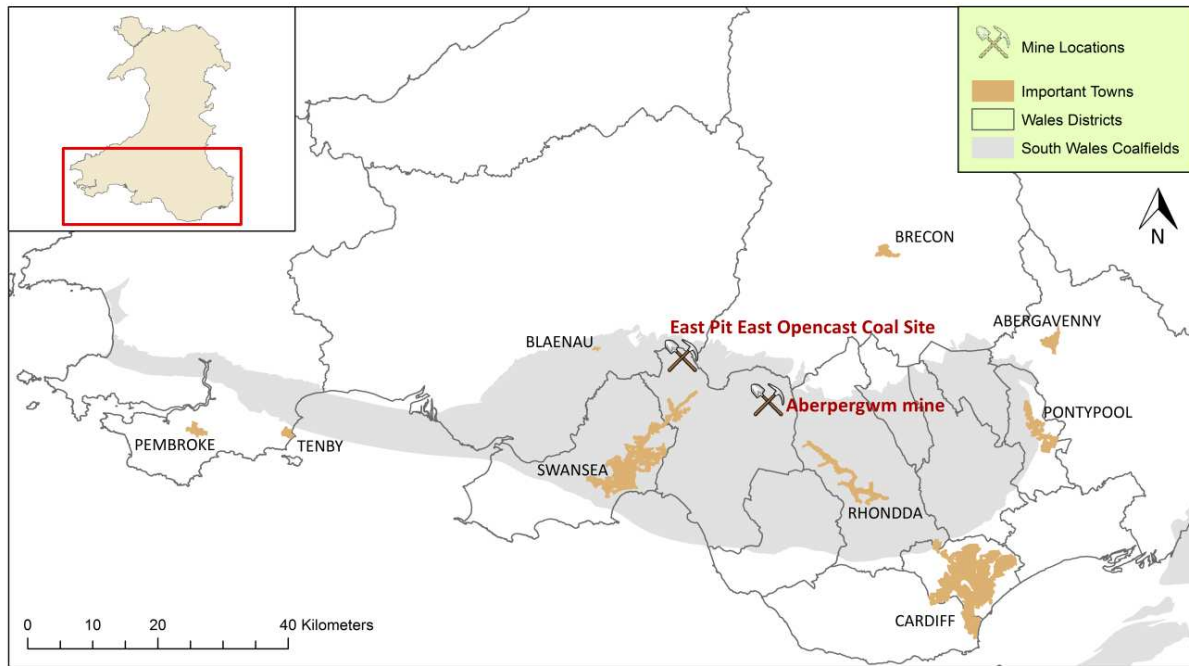 Mine Locations
Important Towns
Wales Districts
South Wales Coalfields
N
BRECON
ABERGAVENNY
East Pit East Opencast Coal Site
BLAENAU
Aberpergwm mine
PONTYPOOL
PEMBROKE
TENBY
SWANSEA
RHONDDA
CARDIFF
0 10 20 40 Kilometers